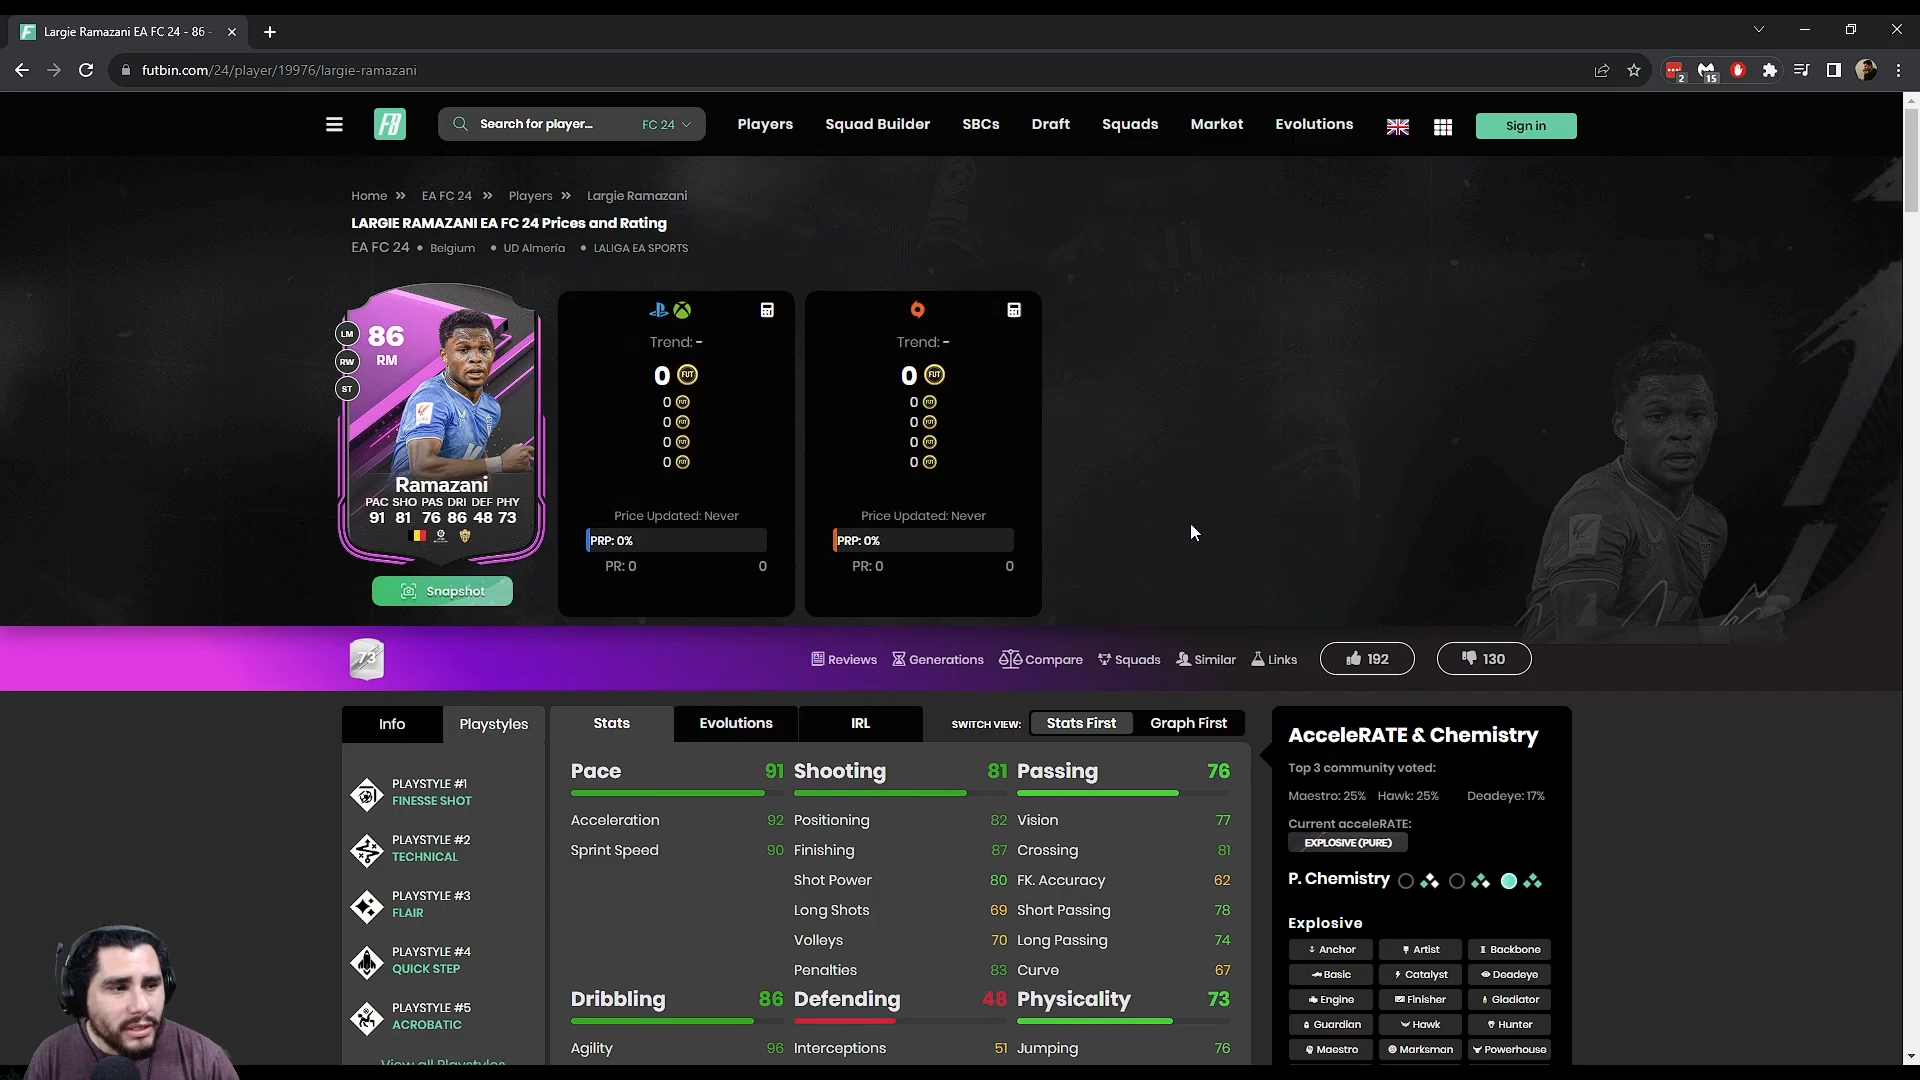 Largie Ramazani EA FC 24 - 86 -
futbin.com/24/player/19976/largie-ramazani
2
15
FB
Search for player...
FC 24
Players
Squad Builder
SBCs
Draft
Squads
Market
Evolutions
Sign in
Home » EA FC 24 » Players » Largie Ramazani
LARGIE RAMAZANI EA FC 24 Prices and Rating
EA FC 24 • Belgium • UD Almería • LALIGA EA SPORTS
LM
RW
ST
86
RM
Ramazani
PAC SHO PAS DRI DEF PHY
91 81 76 86 48 73
Snapshot
Trend: -
0
0
0
0
0
Price Updated: Never
PRP: 0%
PR: 0 0
Trend: -
0
0
0
0
0
Price Updated: Never
PRP: 0%
PR: 0 0
73
Reviews
Generations
Compare
Squads
Similar
Links
192
130
Info
Playstyles
PLAYSTYLE #1
FINESSE SHOT
PLAYSTYLE #2
TECHNICAL
PLAYSTYLE #3
FLAIR
PLAYSTYLE #4
QUICK STEP
PLAYSTYLE #5
ACROBATIC
View all Playstyles
Stats
Evolutions
IRL
SWITCH VIEW:
Stats First
Graph First
Pace 91
Acceleration 92
Sprint Speed 90
Shooting 81
Positioning 82
Finishing 87
Shot Power 80
Long Shots 69
Volleys 70
Penalties 83
Passing 76
Vision 77
Crossing 81
FK. Accuracy 62
Short Passing 78
Long Passing 74
Curve 67
Dribbling 86
Agility 96
Defending 48
Interceptions 51
Physicality 73
Jumping 76
AcceleRATE & Chemistry
Top 3 community voted:
Maestro: 25% Hawk: 25% Deadeye: 17%
Current acceleRATE:
EXPLOSIVE (PURE)
P. Chemistry
Explosive
Anchor Artist Backbone
Basic Catalyst Deadeye
Engine Finisher Gladiator
Guardian Hawk Hunter
Maestro Marksman Powerhouse